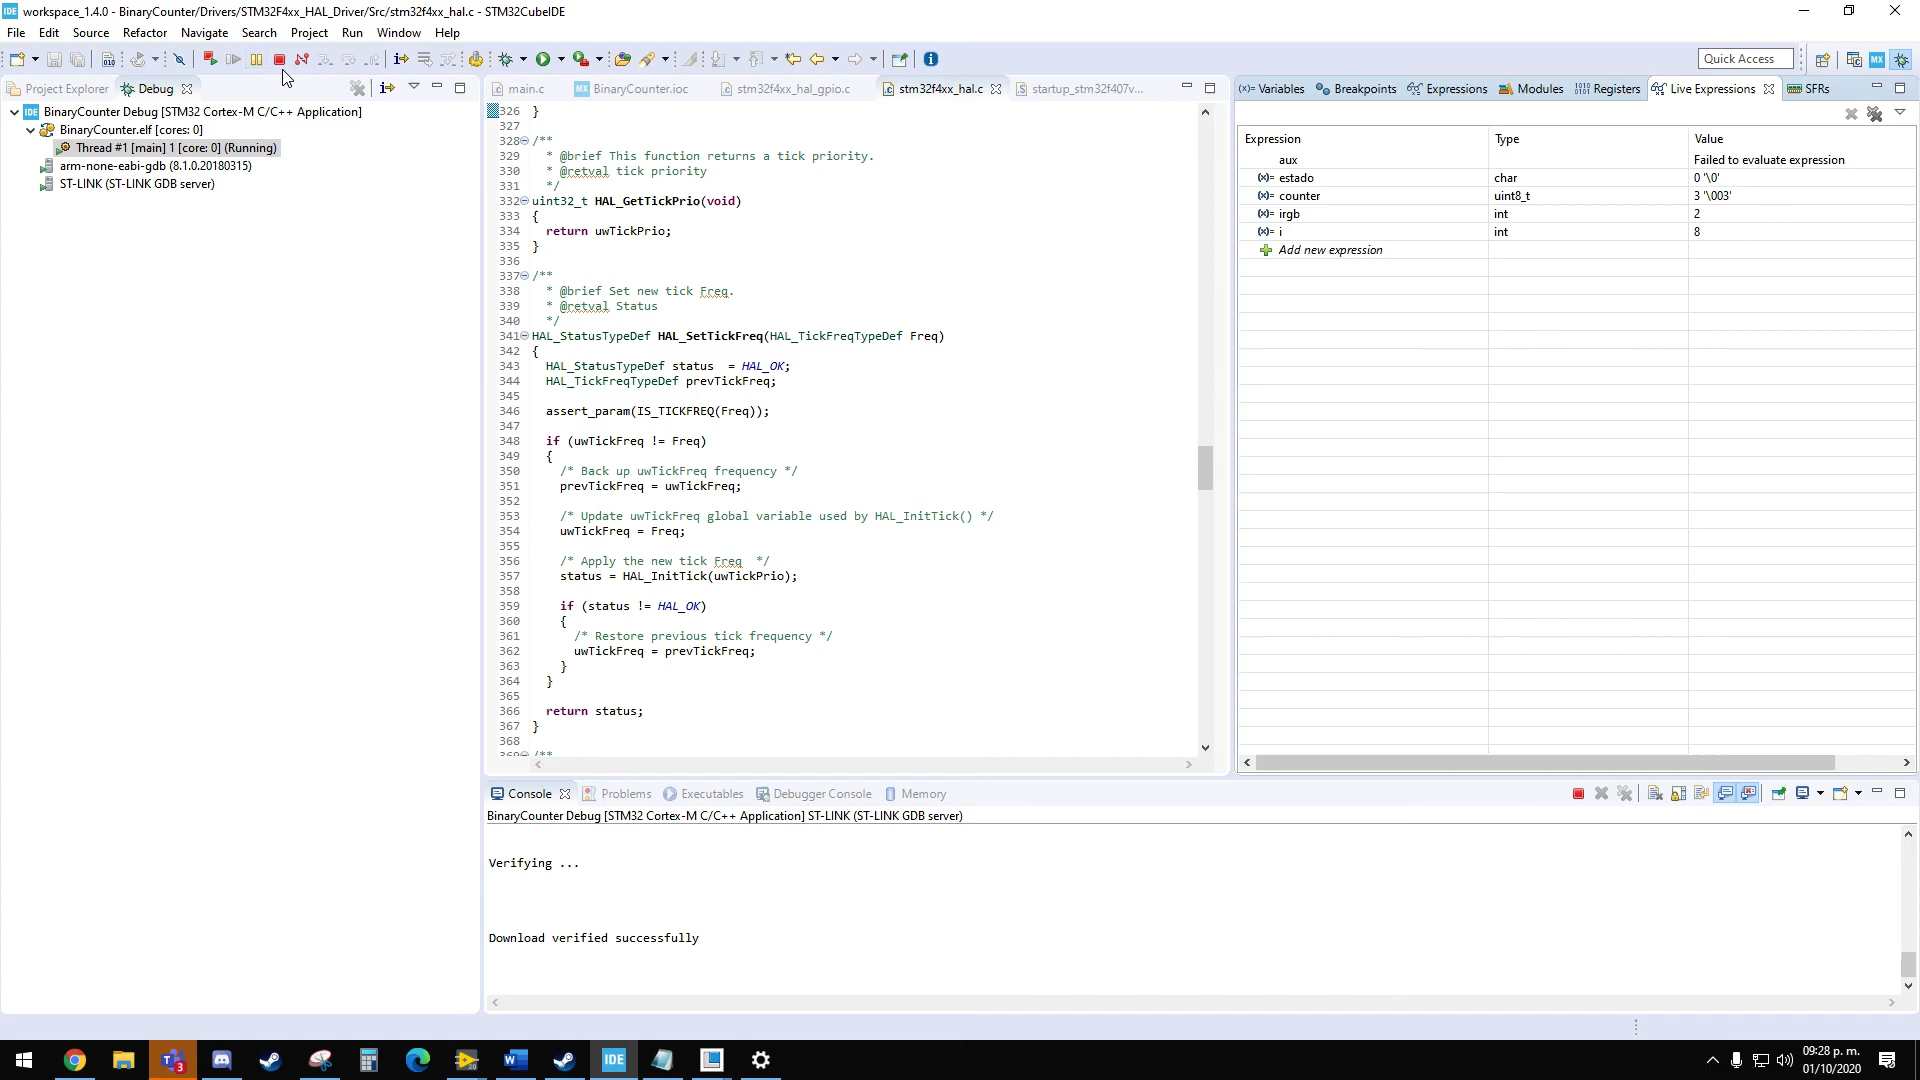 IDE workspace_1.4.0 - BinaryCounter/Drivers/STM32F4xx_HAL_Driver/Src/stm32f4xx_hal.c - STM32CubeIDE
File Edit Source Refactor Navigate Search Project Run Window Help
Quick Access
Project Explorer
Debug
IDE BinaryCounter Debug [STM32 Cortex-M C/C++ Application]
BinaryCounter.elf [cores: 0]
Thread #1 [main] 1 [core: 0] (Running)
arm-none-eabi-gdb (8.1.0.20180315)
ST-LINK (ST-LINK GDB server)
main.c
MX BinaryCounter.ioc
stm32f4xx_hal_gpio.c
stm32f4xx_hal.c
startup_stm32f407v...
326 }
327
328 /**
329 * @brief This function returns a tick priority.
330 * @retval tick priority
331 */
332 uint32_t HAL_GetTickPrio(void)
333 {
334 return uwTickPrio;
335 }
336
337 /**
338 * @brief Set new tick Freq.
339 * @retval Status
340 */
341 HAL_StatusTypeDef HAL_SetTickFreq(HAL_TickFreqTypeDef Freq)
342 {
343 HAL_StatusTypeDef status = HAL_OK;
344 HAL_TickFreqTypeDef prevTickFreq;
345
346 assert_param(IS_TICKFREQ(Freq));
347
348 if (uwTickFreq != Freq)
349 {
350 /* Back up uwTickFreq frequency */
351 prevTickFreq = uwTickFreq;
352
353 /* Update uwTickFreq global variable used by HAL_InitTick() */
354 uwTickFreq = Freq;
355
356 /* Apply the new tick Freq */
357 status = HAL_InitTick(uwTickPrio);
358
359 if (status != HAL_OK)
360 {
361 /* Restore previous tick frequency */
362 uwTickFreq = prevTickFreq;
363 }
364 }
365
366 return status;
367 }
368
369 /**
(x)= Variables
Breakpoints
Expressions
Modules
1010 0101 Registers
Live Expressions
SFRs
Expression Type Value
aux Failed to evaluate expression
(x)= estado char 0 '\0'
(x)= counter uint8_t 3 '\003'
(x)= irgb int 2
(x)= i int 8
Add new expression
Console
Problems
Executables
Debugger Console
Memory
BinaryCounter Debug [STM32 Cortex-M C/C++ Application] ST-LINK (ST-LINK GDB server)
Verifying ...
Download verified successfully
IDE
09:28 p. m.
01/10/2020